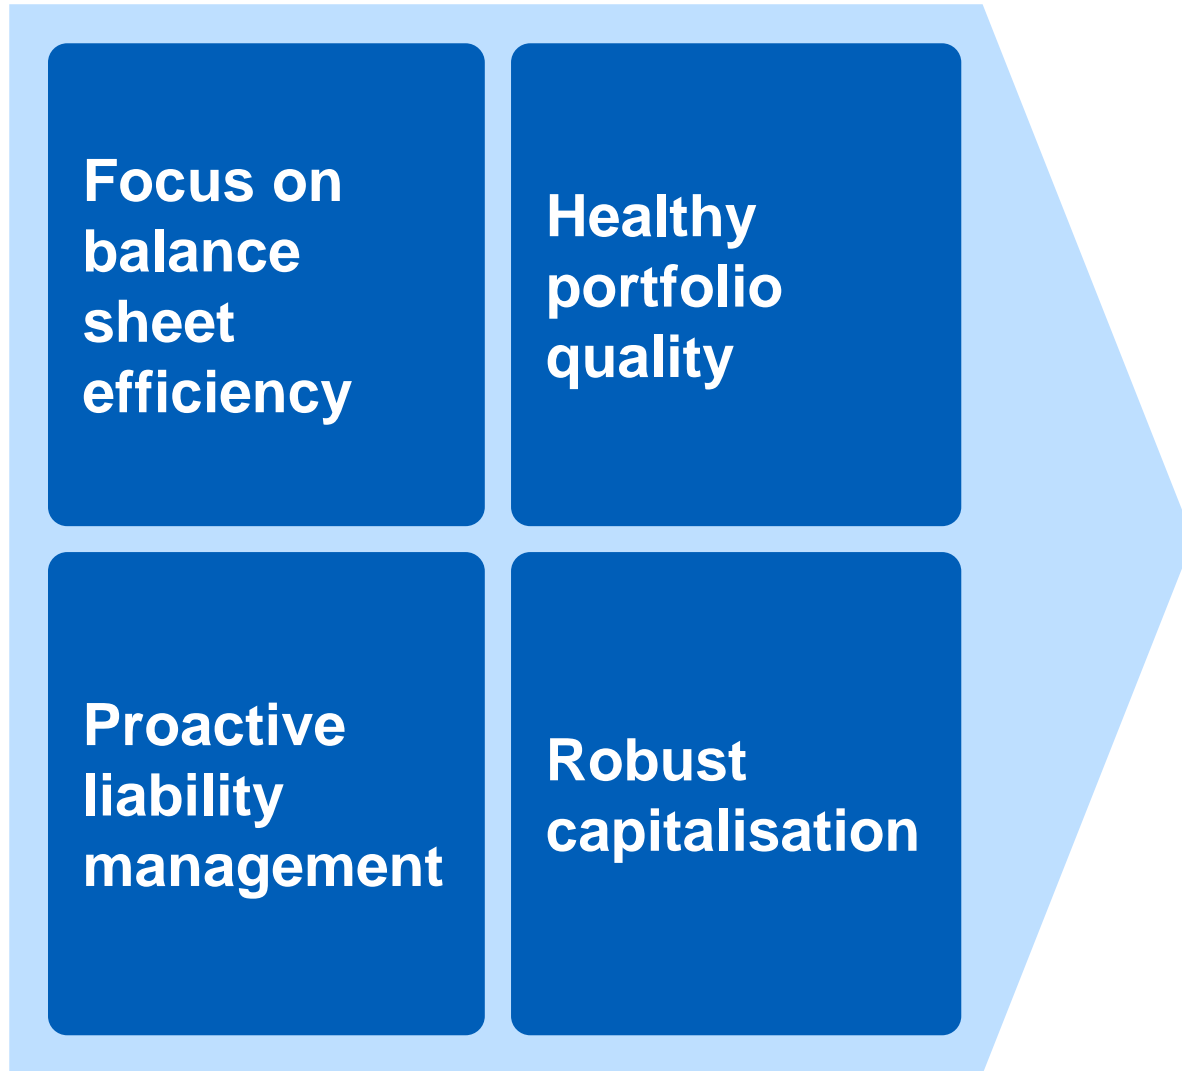 Focus on
balance
sheet
efficiency
Healthy
portfolio
quality
Proactive
liability
management
Robust
capitalisation